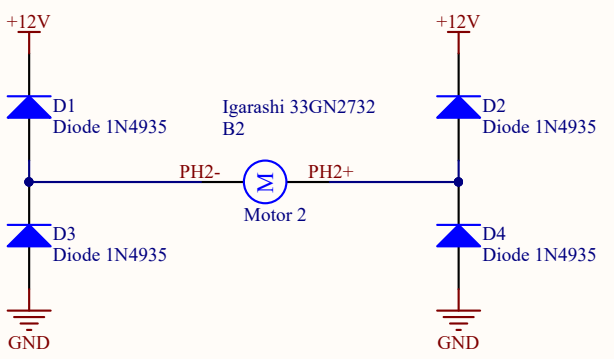 +12V
+12V
D1
Diode 1N4935
Igarashi 33GN2732
B2
D2
Diode 1N4935
PH2-
M
PH2+
Motor 2
D3
Diode 1N4935
D4
Diode 1N4935
GND
GND